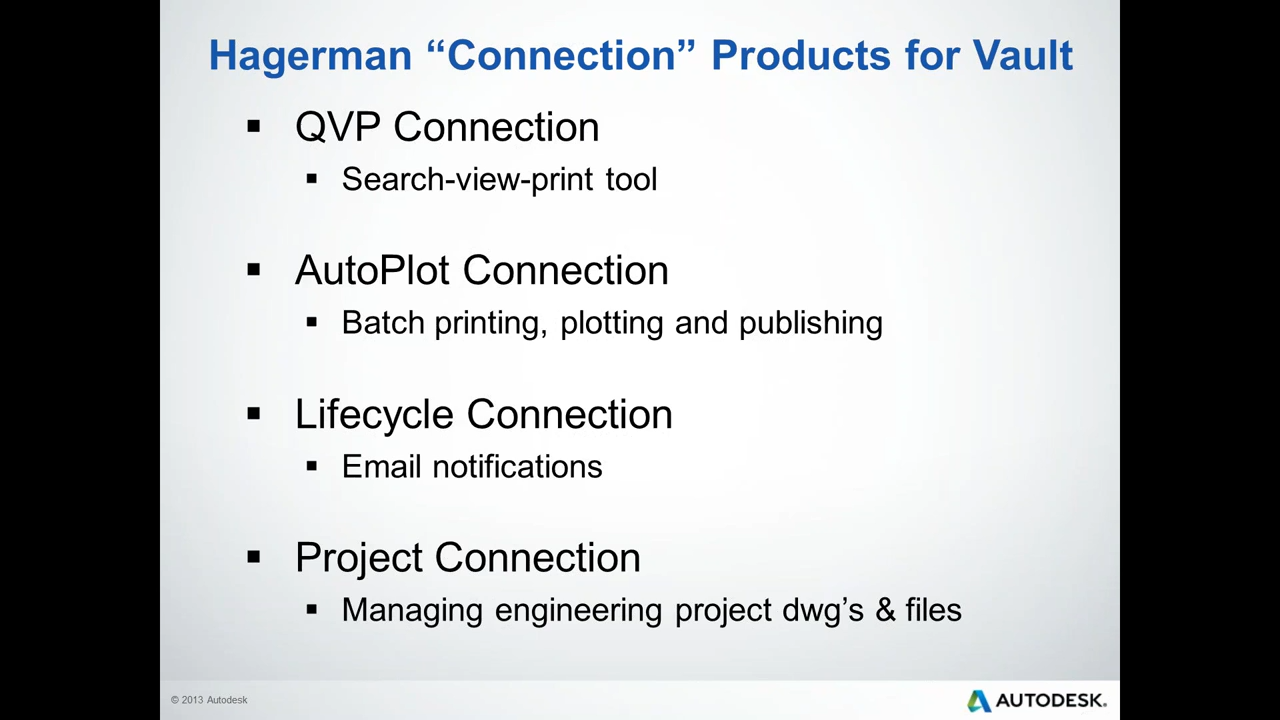 Hagerman “Connection” Products for Vault
▪ QVP Connection
▪ Search-view-print tool
▪ AutoPlot Connection
▪ Batch printing, plotting and publishing
▪ Lifecycle Connection
▪ Email notifications
▪ Project Connection
▪ Managing engineering project dwg’s & files
© 2013 Autodesk
AUTODESK.